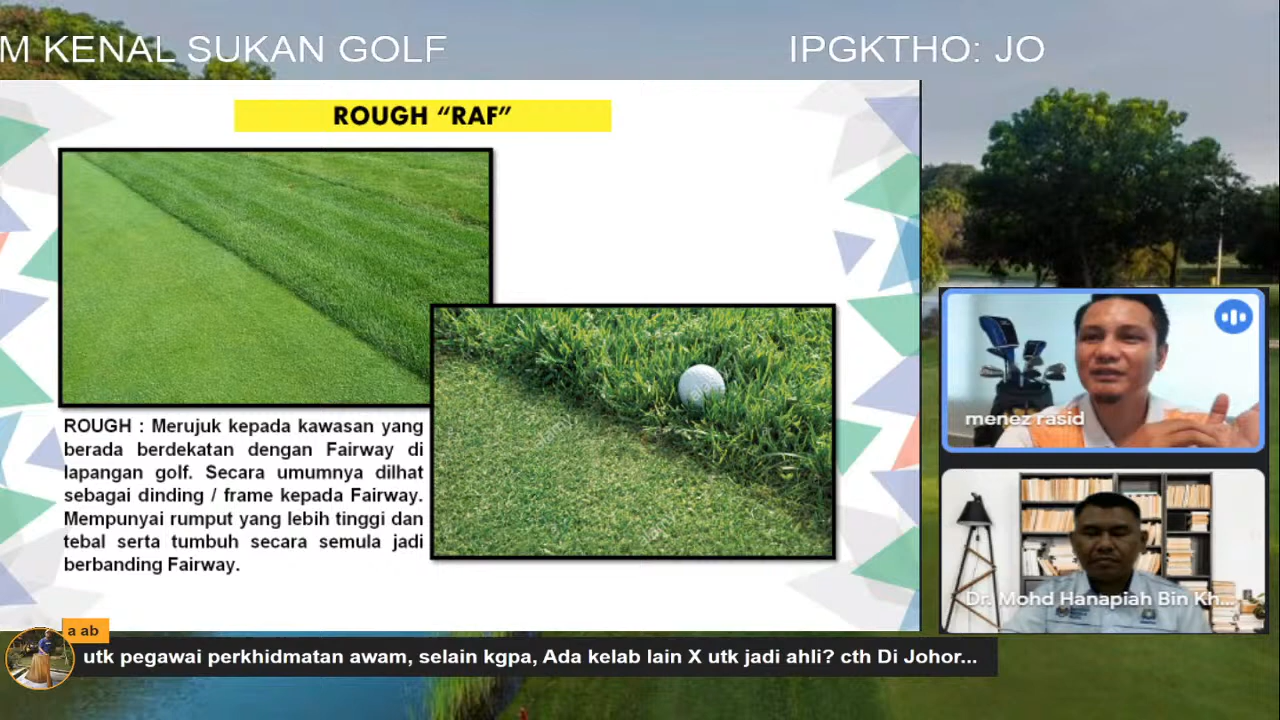 M KENAL SUKAN GOLF
IPGKTHO: JO
ROUGH “RAF”
ROUGH : Merujuk kepada kawasan yang
berada berdekatan dengan Fairway di
lapangan golf. Secara umumnya dilhat
sebagai dinding / frame kepada Fairway.
Mempunyai rumput yang lebih tinggi dan
tebal serta tumbuh secara semula jadi
berbanding Fairway.
menez rasid
Dr. Mohd Hanapiah Bin Kh...
a ab
utk pegawai perkhidmatan awam, selain kgpa, Ada kelab lain X utk jadi ahli? cth Di Johor...